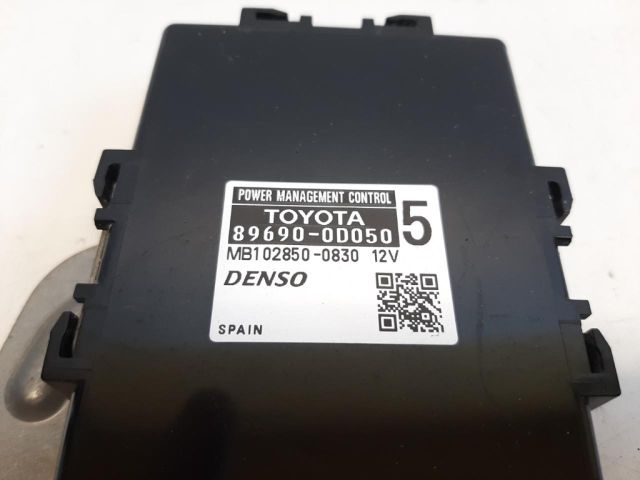 POWER MANAGEMENT CONTROL
TOYOTA 5
89690-0D050
MB102850-0830 12V
DENSO
SPAIN